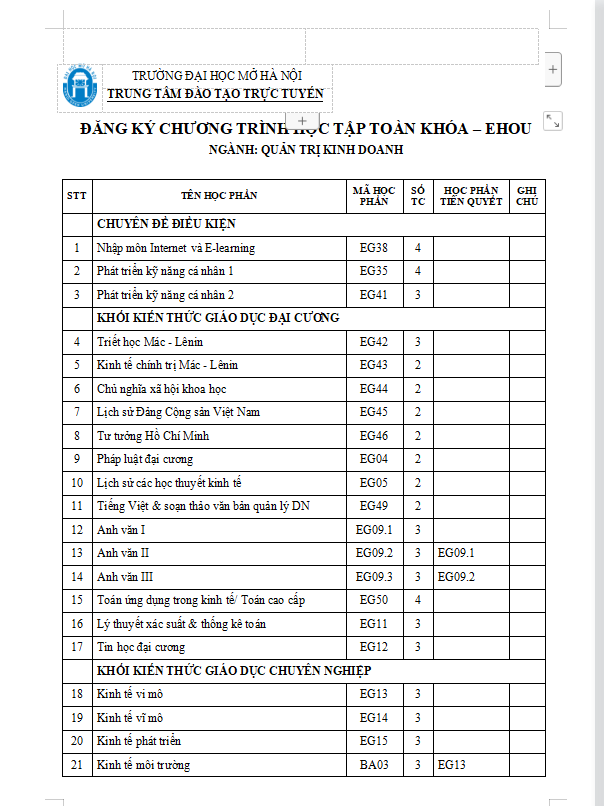 TRƯỜNG ĐẠI HỌC MỞ HÀ NỘI
TRUNG TÂM ĐÀO TẠO TRỰC TUYẾN
ĐĂNG KÝ CHƯƠNG TRÌNH HỌC TẬP TOÀN KHÓA – EHOU
NGÀNH: QUẢN TRỊ KINH DOANH
STT TÊN HỌC PHẦN MÃ HỌC PHẦN SỐ TC HỌC PHẦN TIÊN QUYẾT GHI CHÚ
CHUYÊN ĐỀ ĐIỀU KIỆN
1 Nhập môn Internet và E-learning EG38 4
2 Phát triển kỹ năng cá nhân 1 EG35 4
3 Phát triển kỹ năng cá nhân 2 EG41 3
KHỐI KIẾN THỨC GIÁO DỤC ĐẠI CƯƠNG
4 Triết học Mác - Lênin EG42 3
5 Kinh tế chính trị Mác - Lênin EG43 2
6 Chủ nghĩa xã hội khoa học EG44 2
7 Lịch sử Đảng Cộng sản Việt Nam EG45 2
8 Tư tưởng Hồ Chí Minh EG46 2
9 Pháp luật đại cương EG04 2
10 Lịch sử các học thuyết kinh tế EG05 2
11 Tiếng Việt & soạn thảo văn bản quản lý DN EG49 2
12 Anh văn I EG09.1 3
13 Anh văn II EG09.2 3 EG09.1
14 Anh văn III EG09.3 3 EG09.2
15 Toán ứng dụng trong kinh tế/ Toán cao cấp EG50 4
16 Lý thuyết xác suất & thống kê toán EG11 3
17 Tin học đại cương EG12 3
KHỐI KIẾN THỨC GIÁO DỤC CHUYÊN NGHIỆP
18 Kinh tế vi mô EG13 3
19 Kinh tế vĩ mô EG14 3
20 Kinh tế phát triển EG15 3
21 Kinh tế môi trường BA03 3 EG13